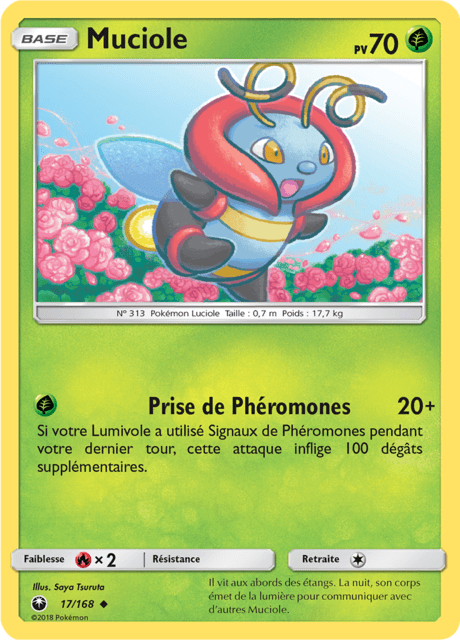 BASE Muciole PV70
N° 313 Pokémon Luciole Taille : 0,7 m Poids : 17,7 kg
Prise de Phéromones 20+
Si votre Lumivole a utilisé Signaux de Phéromones pendant
votre dernier tour, cette attaque inflige 100 dégâts
supplémentaires.
Faiblesse ×2 Résistance Retraite
Illus. Saya Tsuruta
17/168
©2018 Pokémon
Il vit aux abords des étangs. La nuit, son corps
émet de la lumière pour communiquer avec
d'autres Muciole.